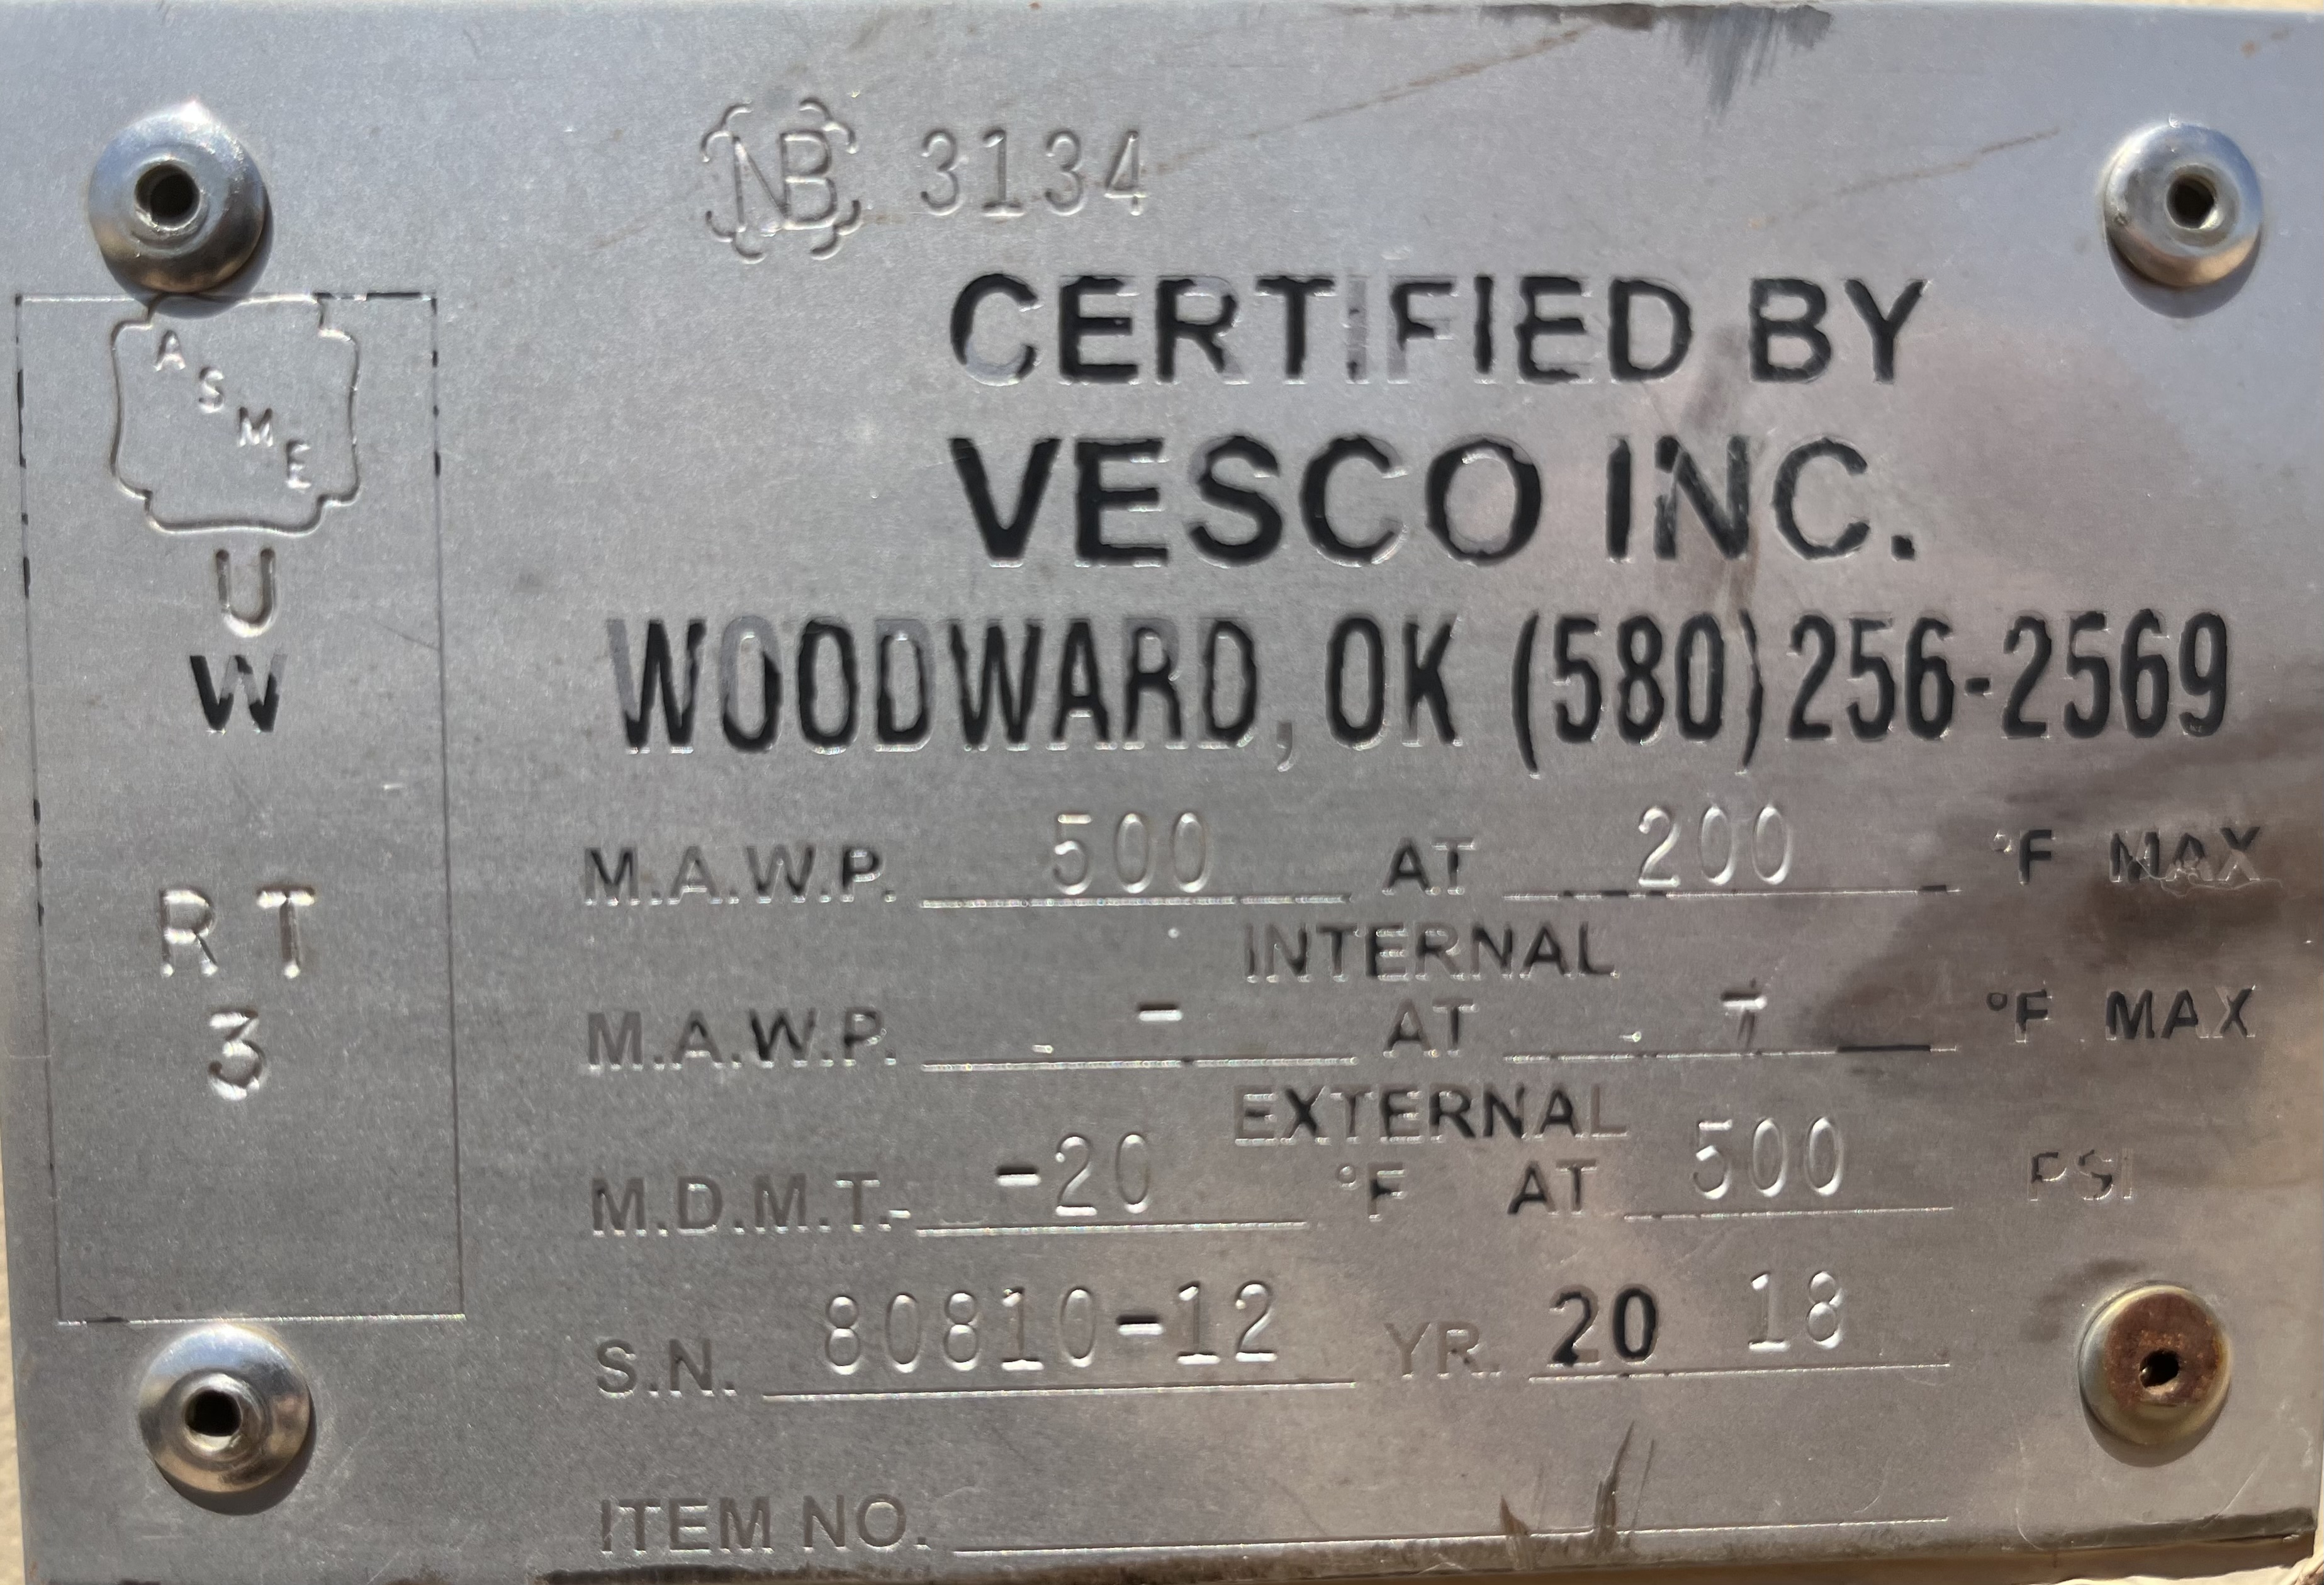 NB 3134
CERTIFIED BY
VESCO INC.
WOODWARD, OK (580)256-2569
ASME
U
W
RT
3
M.A.W.P. 500 AT 200 °F MAX
INTERNAL
M.A.W.P. - AT - °F MAX
EXTERNAL
M.D.M.T. -20 °F AT 500 PSI
S.N. 80810-12 YR. 20 18
ITEM NO.